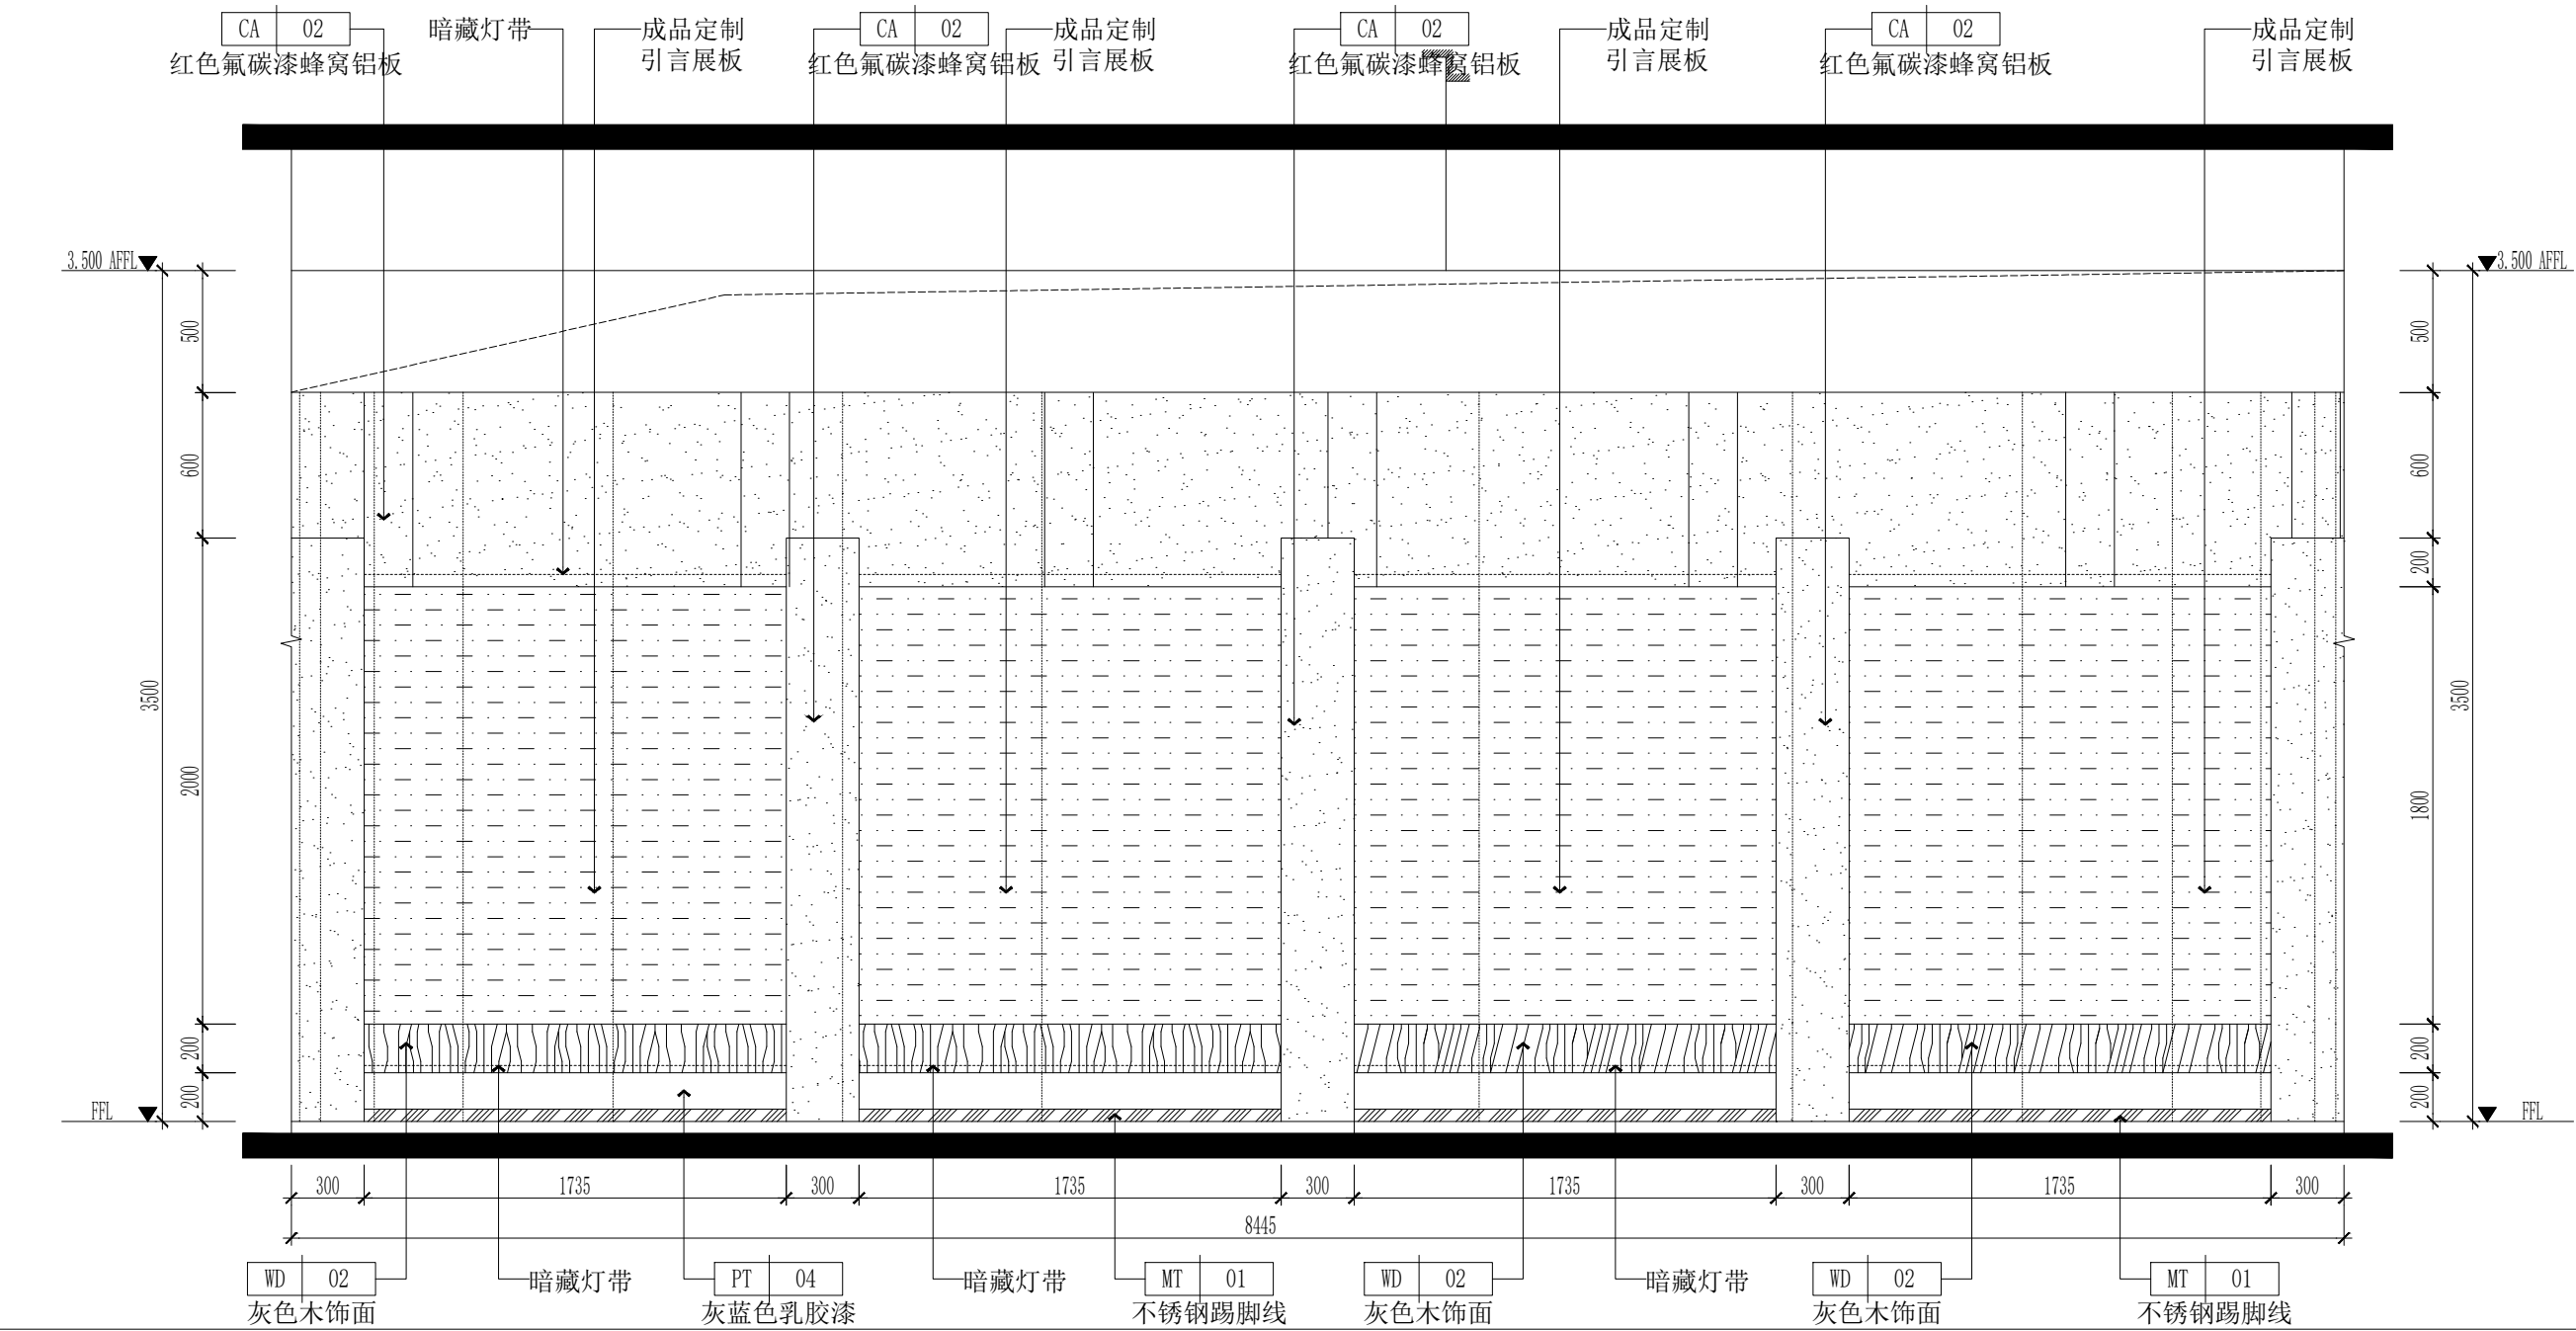 CA 02 暗藏灯带 成品定制 CA 02 成品定制 CA 02 成品定制 CA 02 成品定制
红色氟碳漆蜂窝铝板 引言展板 红色氟碳漆蜂窝铝板 引言展板 红色氟碳漆蜂窝铝板 引言展板 红色氟碳漆蜂窝铝板 引言展板
3.500 AFFL 3.500 AFFL
500 500
600 600
200
3500 3500
2000 1800
200 200
200 200
FFL FFL
300 1735 300 1735 300 1735 300 1735 300
8445
WD 02 暗藏灯带 PT 04 暗藏灯带 MT 01 WD 02 暗藏灯带 WD 02 MT 01
灰色木饰面 灰蓝色乳胶漆 不锈钢踢脚线 灰色木饰面 灰色木饰面 不锈钢踢脚线